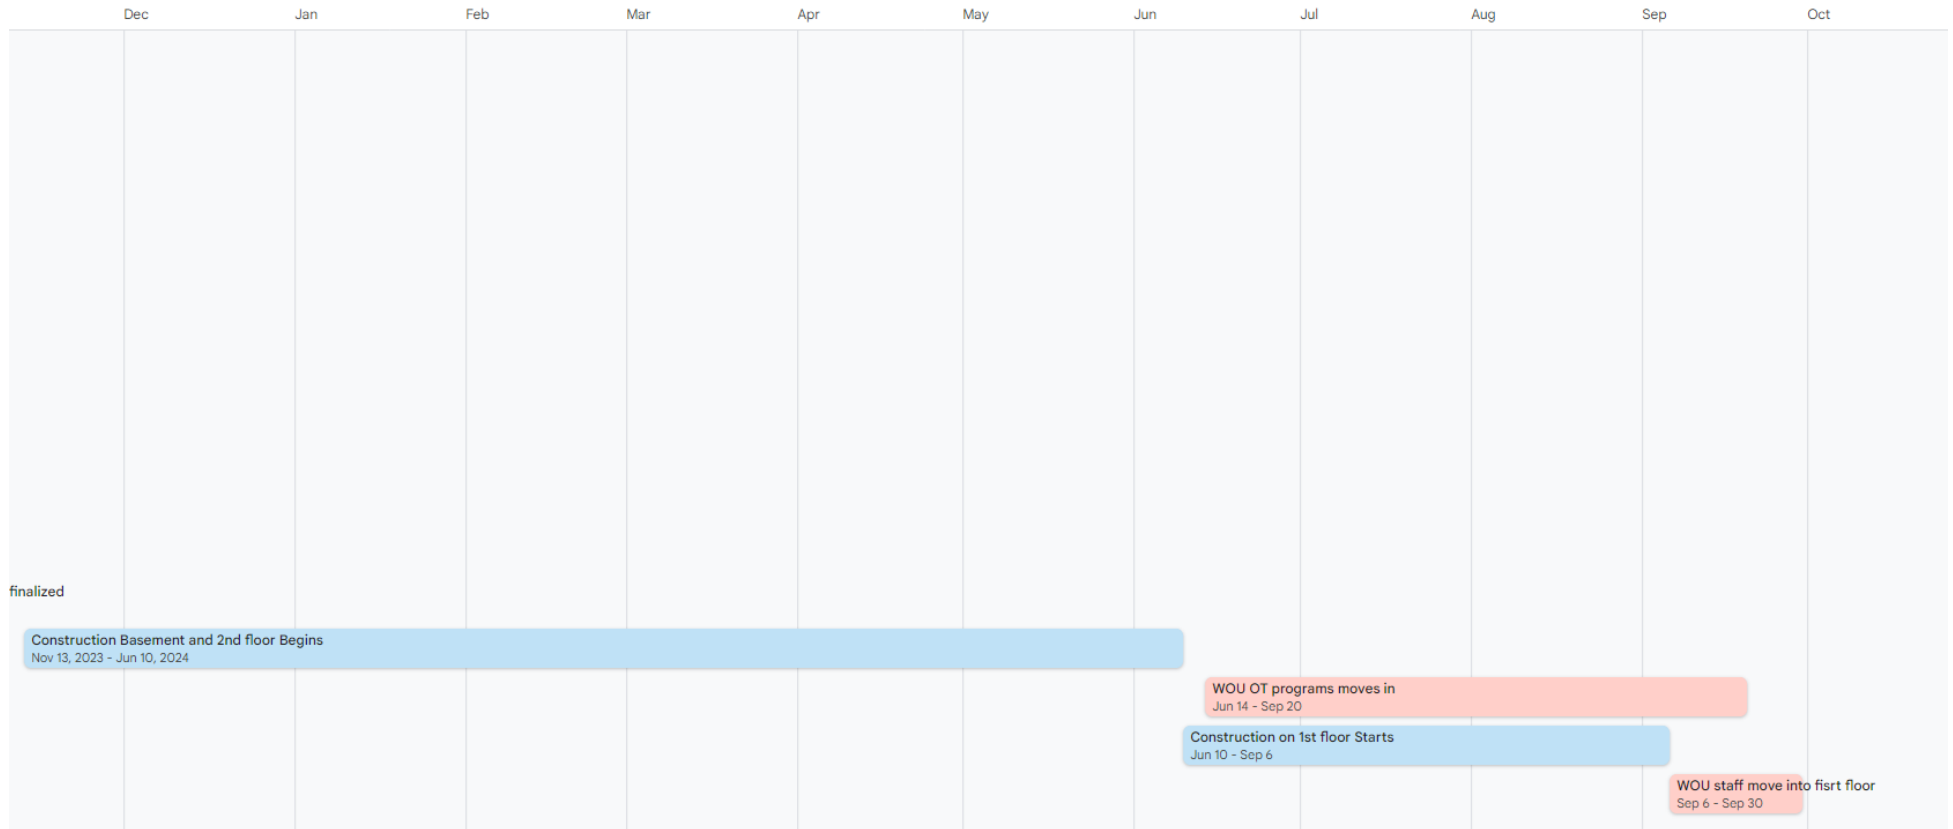 Dec Jan Feb Mar Apr May Jun Jul Aug Sep Oct
finalized
Construction Basement and 2nd floor Begins
Nov 13, 2023 - Jun 10, 2024
WOU OT programs moves in
Jun 14 - Sep 20
Construction on 1st floor Starts
Jun 10 - Sep 6
WOU staff move into fisrt floor
Sep 6 - Sep 30